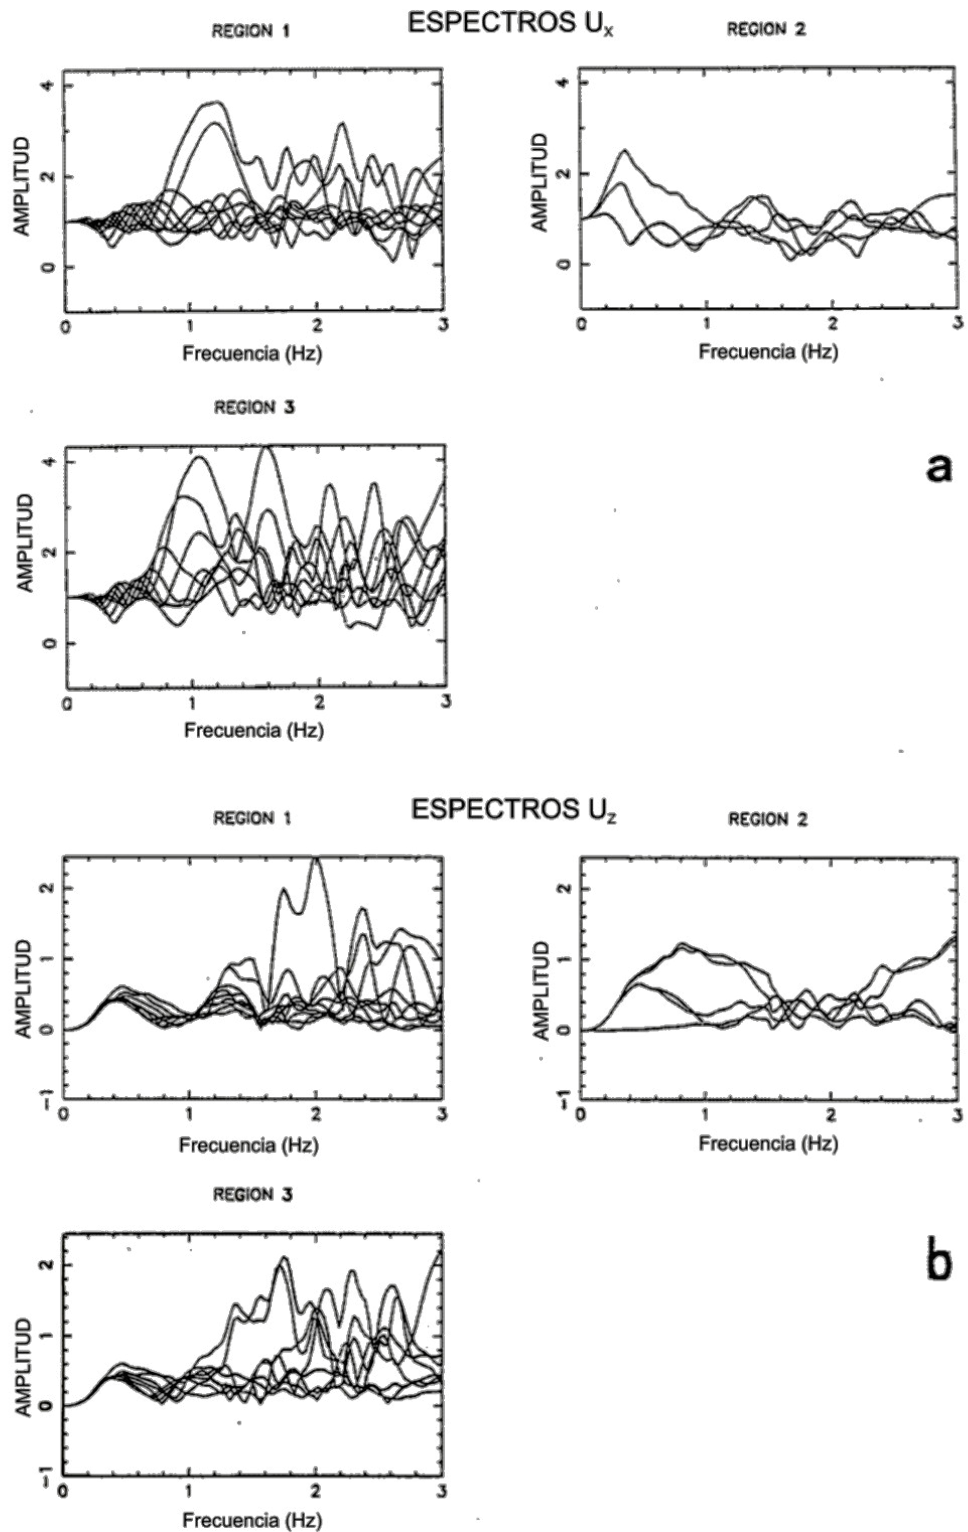 ESPECTROS Ux
REGION 1
REGION 2
AMPLITUD
4
2
0
0 1 2 3
Frecuencia (Hz)
AMPLITUD
4
2
0
0 1 2 3
Frecuencia (Hz)
REGION 3
AMPLITUD
4
2
0
0 1 2 3
Frecuencia (Hz)
a
ESPECTROS Uz
REGION 1
REGION 2
AMPLITUD
2
1
0
-1
0 1 2 3
Frecuencia (Hz)
AMPLITUD
2
1
0
-1
0 1 2 3
Frecuencia (Hz)
REGION 3
AMPLITUD
2
1
0
-1
0 1 2 3
Frecuencia (Hz)
b